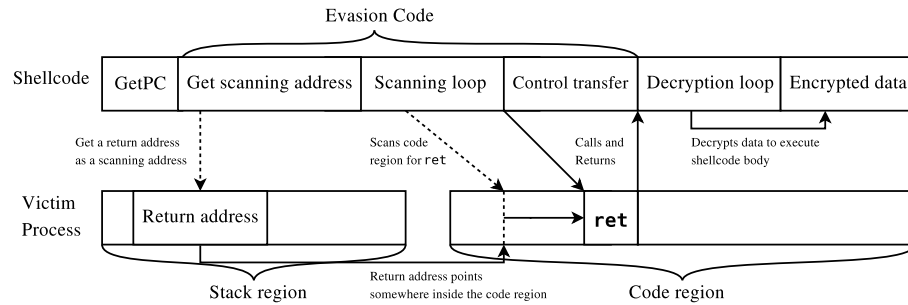 Evasion Code
Shellcode
GetPC
Get scanning address
Scanning loop
Control transfer
Decryption loop
Encrypted data
Get a return address
as a scanning address
Scans code
region for ret
Calls and
Returns
Decrypts data to execute
shellcode body
Victim
Process
Return address
ret
Return address points
somewhere inside the code region
Stack region
Code region